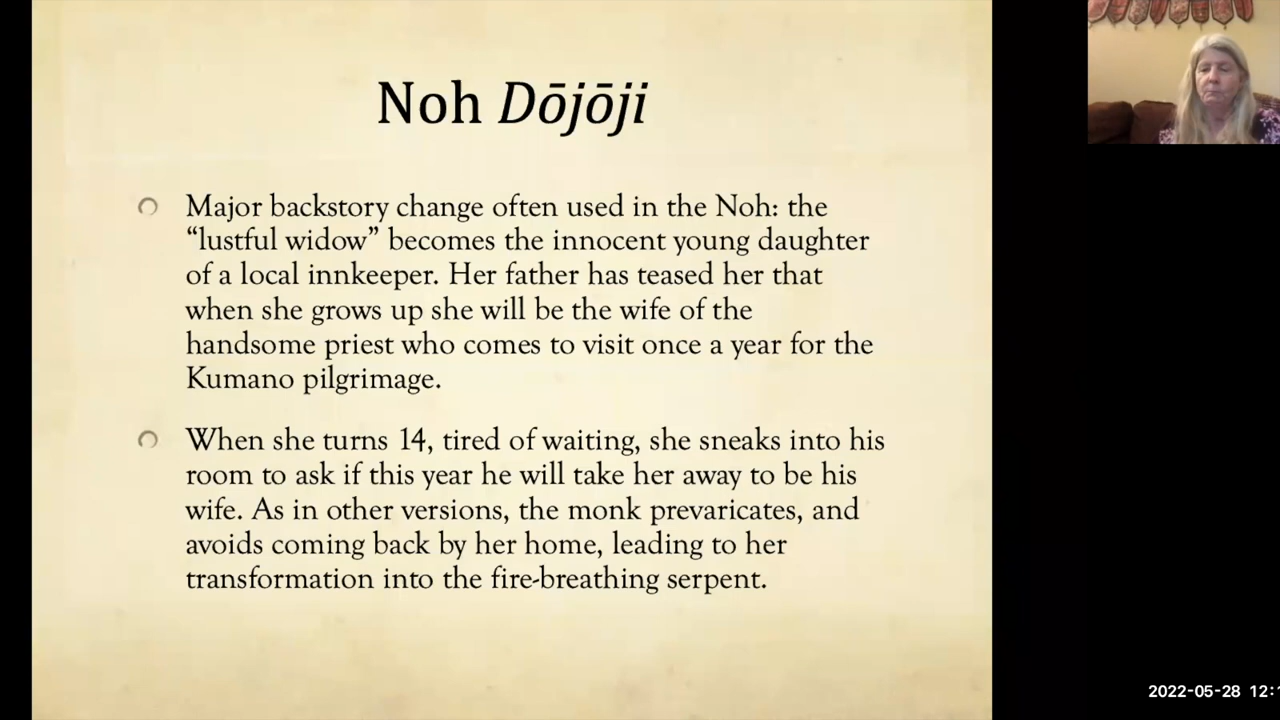 Noh Dōjōji
Major backstory change often used in the Noh: the
“lustful widow” becomes the innocent young daughter
of a local innkeeper. Her father has teased her that
when she grows up she will be the wife of the
handsome priest who comes to visit once a year for the
Kumano pilgrimage.
When she turns 14, tired of waiting, she sneaks into his
room to ask if this year he will take her away to be his
wife. As in other versions, the monk prevaricates, and
avoids coming back by her home, leading to her
transformation into the fire-breathing serpent.
2022-05-28 12: